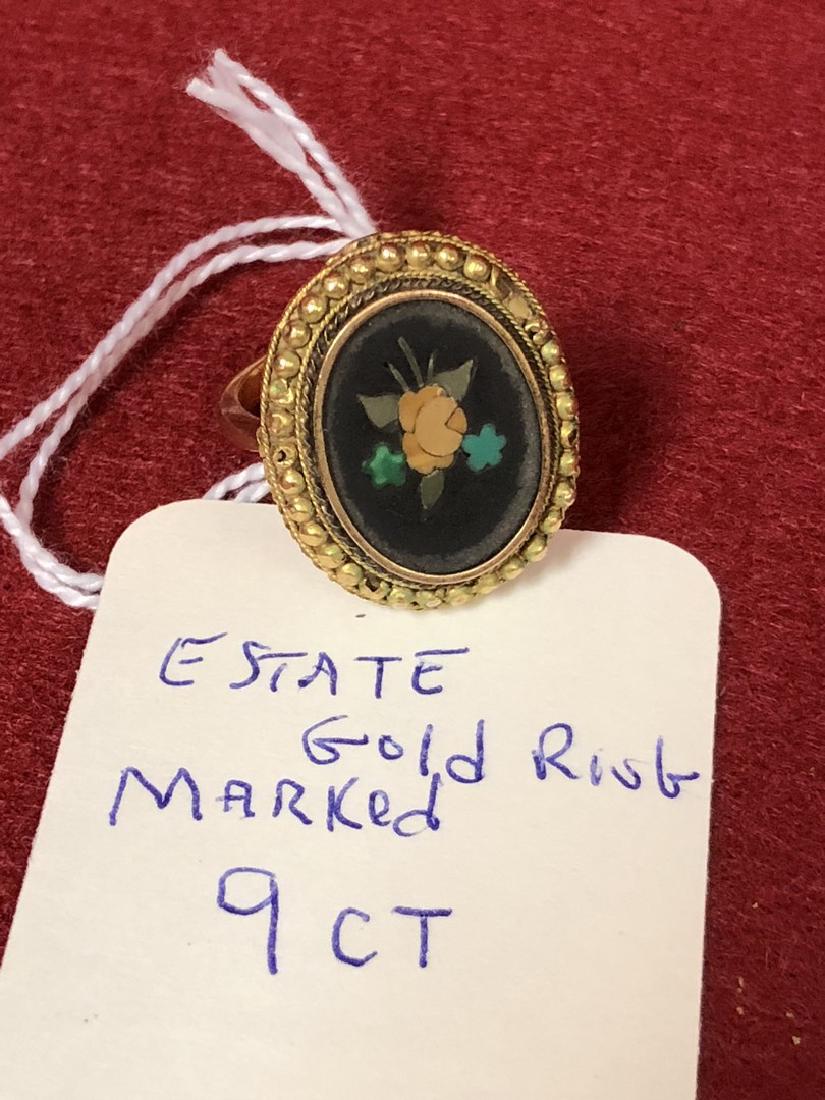 ESTATE
Gold Ring
MARKed
9 CT